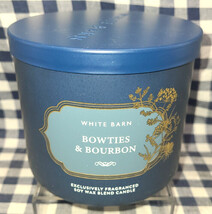 WHITE BARN
BOWTIES
& BOURBON
EXCLUSIVELY FRAGRANCED
SOY WAX BLEND CANDLE